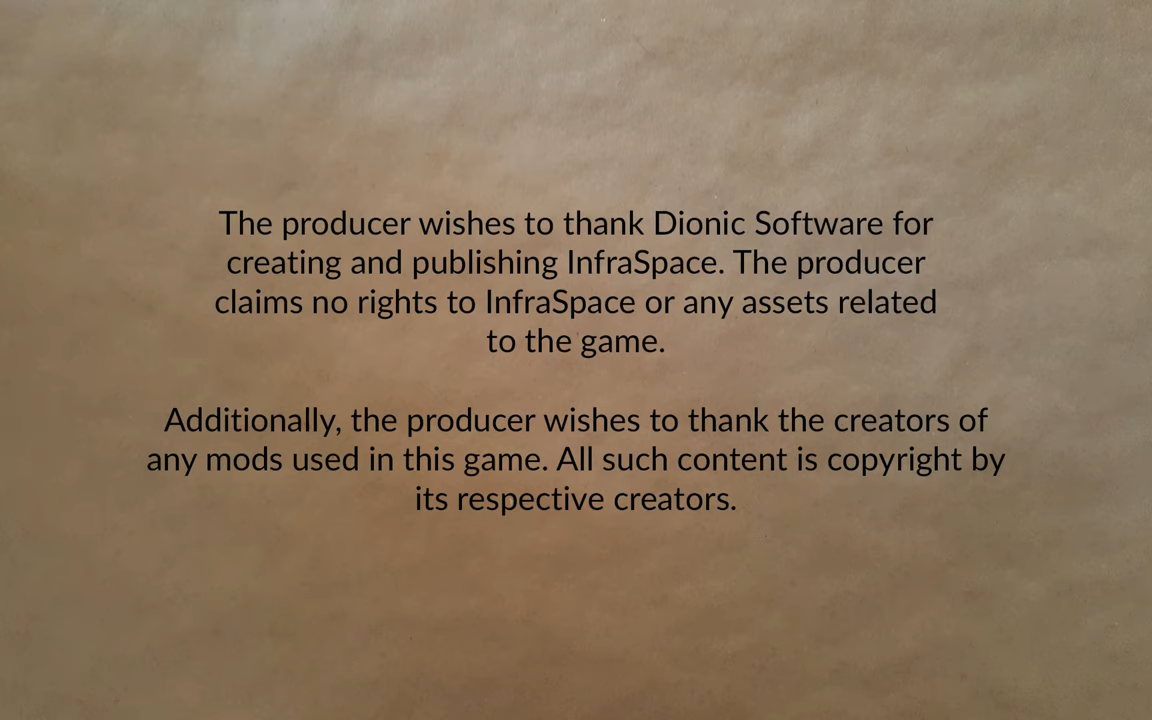 The producer wishes to thank Dionic Software for
creating and publishing InfraSpace. The producer
claims no rights to InfraSpace or any assets related
to the game.
Additionally, the producer wishes to thank the creators of
any mods used in this game. All such content is copyright by
its respective creators.